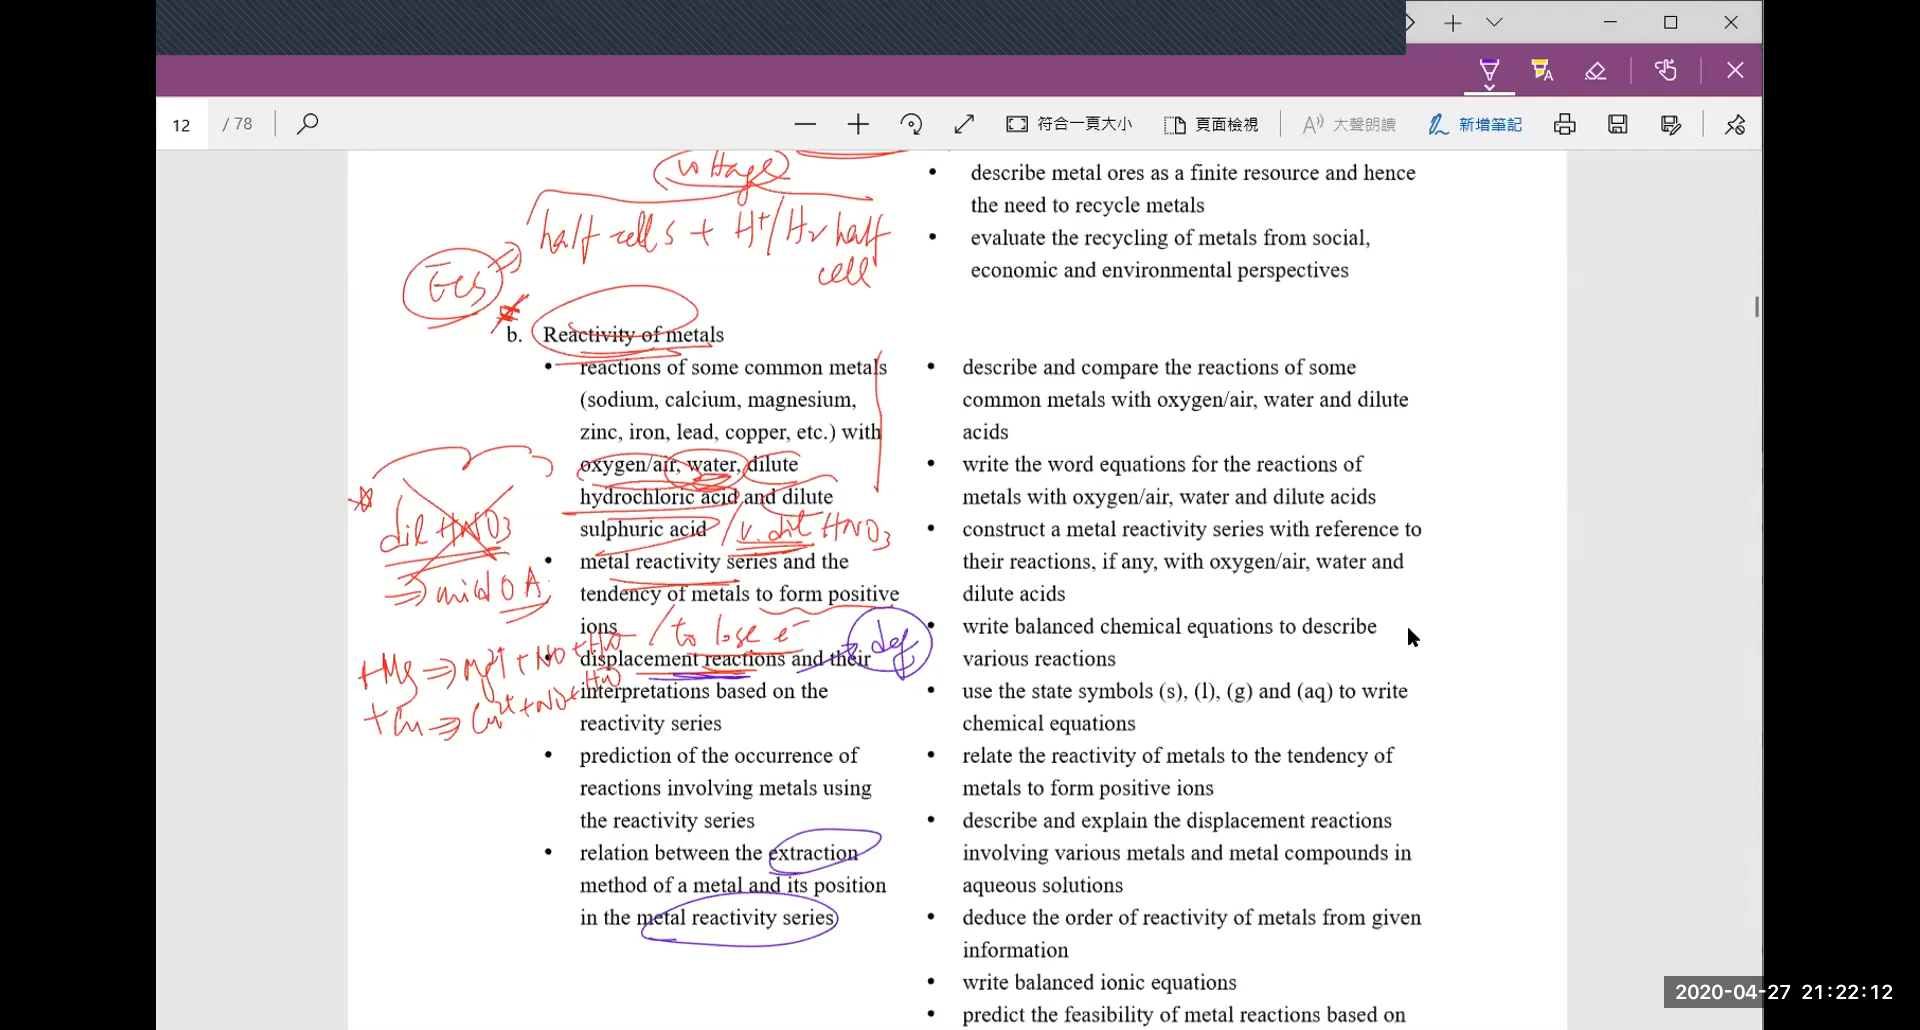 12 / 78
符合一頁大小
頁面檢視
大聲朗讀
新增筆記
voltage
half cells + H+/H2 half
cell
ECS
b. Reactivity of metals
• reactions of some common metals
(sodium, calcium, magnesium,
zinc, iron, lead, copper, etc.) with
oxygen/air, water, dilute
hydrochloric acid and dilute
sulphuric acid / v. dil HNO3
• metal reactivity series and the
tendency of metals to form positive
ions / to lose e-
• displacement reactions and their
interpretations based on the
reactivity series
• prediction of the occurrence of
reactions involving metals using
the reactivity series
• relation between the extraction
method of a metal and its position
in the metal reactivity series
dil HNO3
⇒ mild OA
+Mg ⇒ Mg2+ + NO + H2O
+Cu ⇒ Cu2+ + NO + H2O
def
• describe metal ores as a finite resource and hence
the need to recycle metals
• evaluate the recycling of metals from social,
economic and environmental perspectives
• describe and compare the reactions of some
common metals with oxygen/air, water and dilute
acids
• write the word equations for the reactions of
metals with oxygen/air, water and dilute acids
• construct a metal reactivity series with reference to
their reactions, if any, with oxygen/air, water and
dilute acids
• write balanced chemical equations to describe
various reactions
• use the state symbols (s), (l), (g) and (aq) to write
chemical equations
• relate the reactivity of metals to the tendency of
metals to form positive ions
• describe and explain the displacement reactions
involving various metals and metal compounds in
aqueous solutions
• deduce the order of reactivity of metals from given
information
• write balanced ionic equations
• predict the feasibility of metal reactions based on
2020-04-27 21:22:12